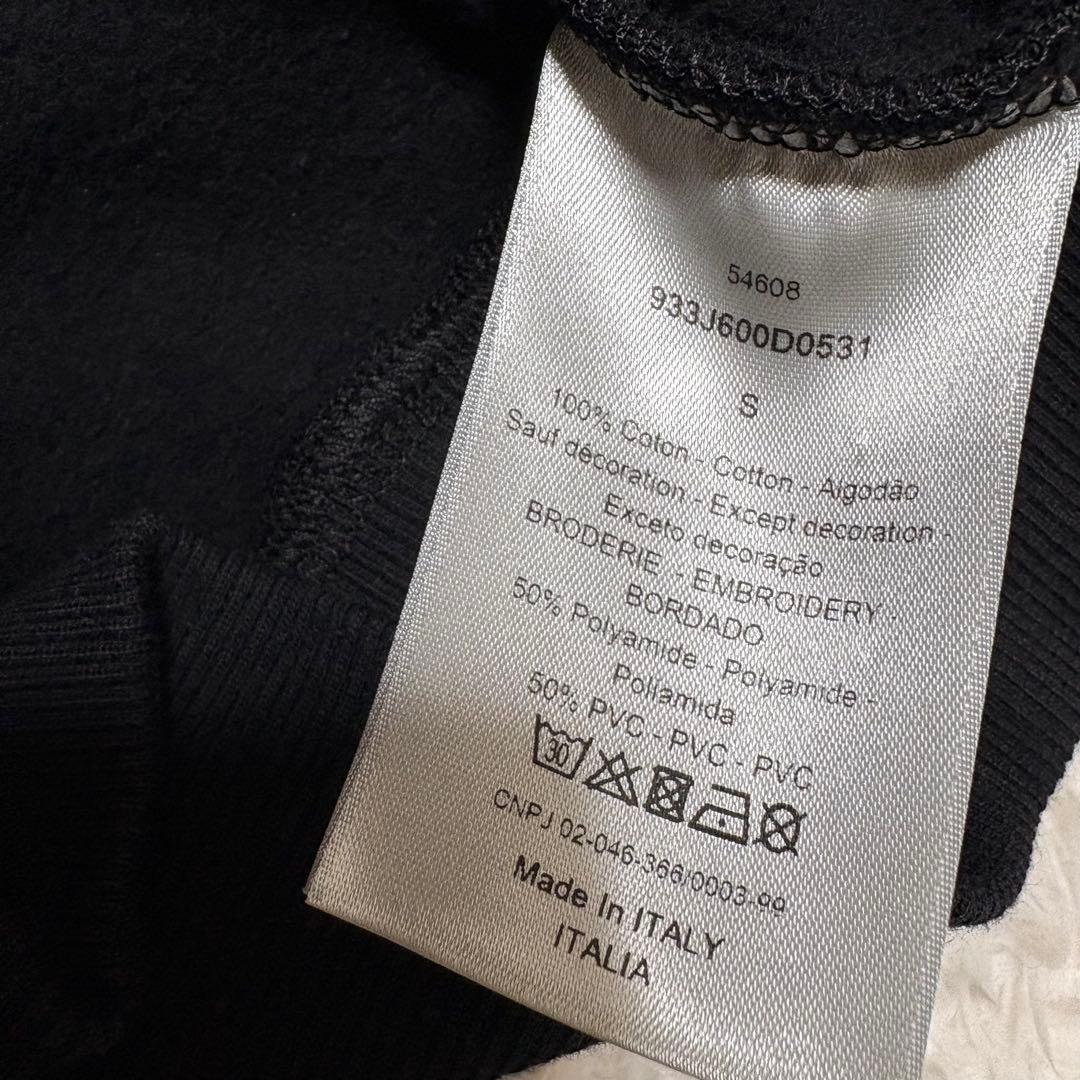 54608
933J600D0531
S
100% Coton - Cotton - Algodão
Sauf décoration - Except decoration -
Exceto decoração
BRODERIE - EMBROIDERY -
BORDADO
50% Polyamide - Polyamide -
Poliamida
50% PVC - PVC - PVC
30
CNPJ 02-046-366/0003-99
Made In ITALY
ITALIA